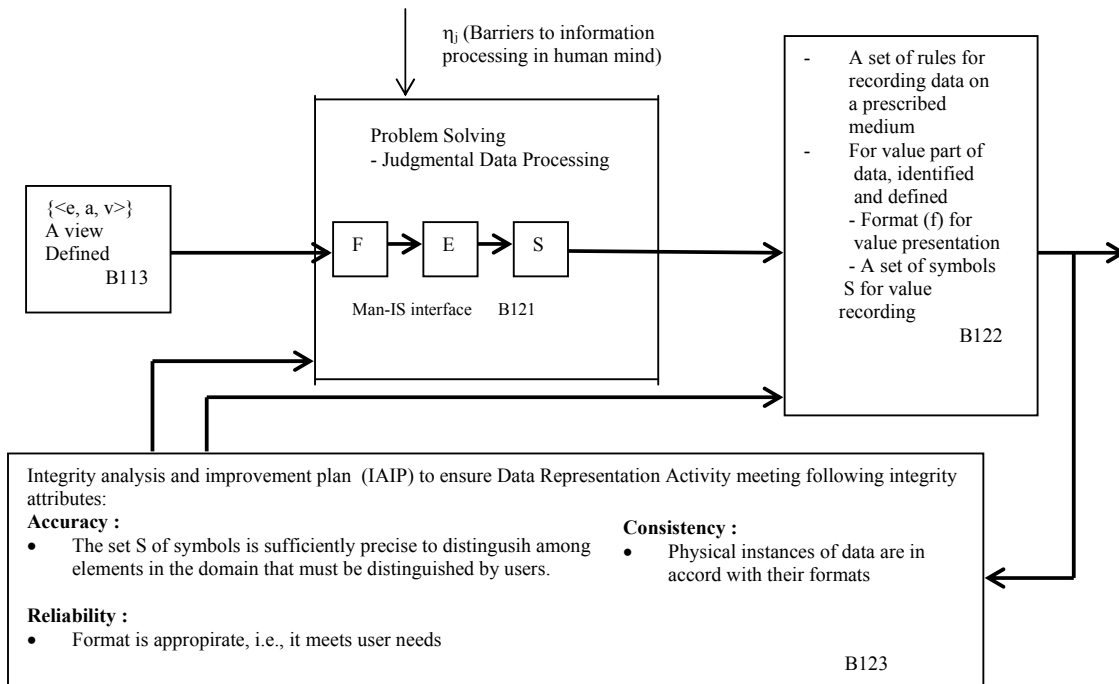 η_j (Barriers to information
processing in human mind)
Problem Solving
- Judgmental Data Processing
{<e, a, v>}
A view
Defined
B113
F
E
S
Man-IS interface B121
- A set of rules for
recording data on
a prescribed
medium
- For value part of
data, identified
and defined
- Format (f) for
value presentation
- A set of symbols
S for value
recording
B122
Integrity analysis and improvement plan (IAIP) to ensure Data Representation Activity meeting following integrity
attributes:
Accuracy :
• The set S of symbols is sufficiently precise to distingusih among
elements in the domain that must be distinguished by users.
Reliability :
• Format is appropirate, i.e., it meets user needs
Consistency :
• Physical instances of data are in
accord with their formats
B123